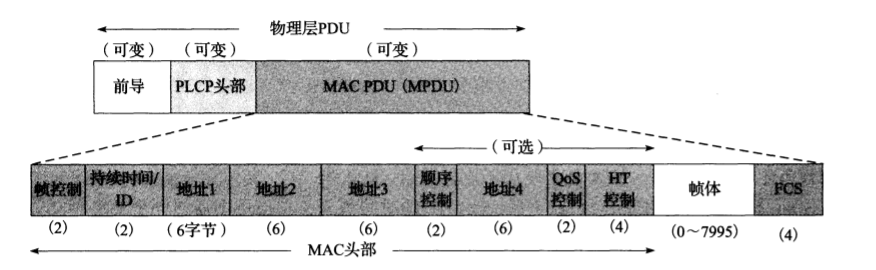 物理层PDU
(可变) (可变) (可变)
前导 PLCP头部 MAC PDU (MPDU)
(可选)
帧控制 持续时间/ID 地址1 地址2 地址3 顺序控制 地址4 QoS控制 HT控制 帧体 FCS
(2) (2) (6字节) (6) (6) (2) (6) (2) (4) (0～7995) (4)
MAC头部